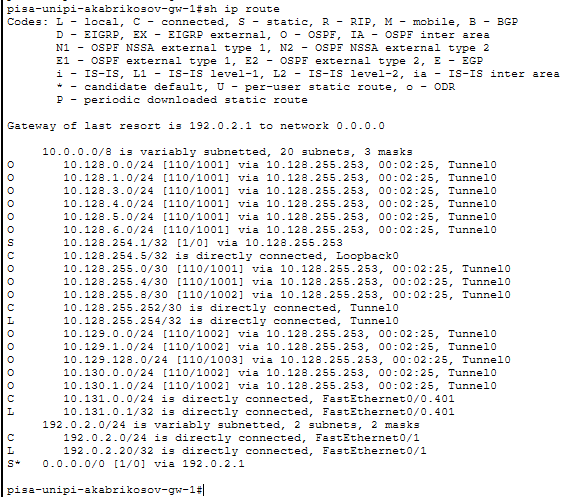 pisa-unipi-akabrikosov-gw-1#sh ip route
Codes: L - local, C - connected, S - static, R - RIP, M - mobile, B - BGP
       D - EIGRP, EX - EIGRP external, O - OSPF, IA - OSPF inter area
       N1 - OSPF NSSA external type 1, N2 - OSPF NSSA external type 2
       E1 - OSPF external type 1, E2 - OSPF external type 2, E - EGP
       i - IS-IS, L1 - IS-IS level-1, L2 - IS-IS level-2, ia - IS-IS inter area
       * - candidate default, U - per-user static route, o - ODR
       P - periodic downloaded static route
Gateway of last resort is 192.0.2.1 to network 0.0.0.0
     10.0.0.0/8 is variably subnetted, 20 subnets, 3 masks
O       10.128.0.0/24 [110/1001] via 10.128.255.253, 00:02:25, Tunnel0
O       10.128.1.0/24 [110/1001] via 10.128.255.253, 00:02:25, Tunnel0
O       10.128.3.0/24 [110/1001] via 10.128.255.253, 00:02:25, Tunnel0
O       10.128.4.0/24 [110/1001] via 10.128.255.253, 00:02:25, Tunnel0
O       10.128.5.0/24 [110/1001] via 10.128.255.253, 00:02:25, Tunnel0
O       10.128.6.0/24 [110/1001] via 10.128.255.253, 00:02:25, Tunnel0
S       10.128.254.1/32 [1/0] via 10.128.255.253
C       10.128.254.5/32 is directly connected, Loopback0
O       10.128.255.0/30 [110/1001] via 10.128.255.253, 00:02:25, Tunnel0
O       10.128.255.4/30 [110/1001] via 10.128.255.253, 00:02:25, Tunnel0
O       10.128.255.8/30 [110/1002] via 10.128.255.253, 00:02:25, Tunnel0
C       10.128.255.252/30 is directly connected, Tunnel0
L       10.128.255.254/32 is directly connected, Tunnel0
O       10.129.0.0/24 [110/1002] via 10.128.255.253, 00:02:25, Tunnel0
O       10.129.1.0/24 [110/1002] via 10.128.255.253, 00:02:25, Tunnel0
O       10.129.128.0/24 [110/1003] via 10.128.255.253, 00:02:25, Tunnel0
O       10.130.0.0/24 [110/1002] via 10.128.255.253, 00:02:25, Tunnel0
O       10.130.1.0/24 [110/1002] via 10.128.255.253, 00:02:25, Tunnel0
C       10.131.0.0/24 is directly connected, FastEthernet0/0.401
L       10.131.0.1/32 is directly connected, FastEthernet0/0.401
     192.0.2.0/24 is variably subnetted, 2 subnets, 2 masks
C       192.0.2.0/24 is directly connected, FastEthernet0/1
L       192.0.2.20/32 is directly connected, FastEthernet0/1
S*   0.0.0.0/0 [1/0] via 192.0.2.1
pisa-unipi-akabrikosov-gw-1#